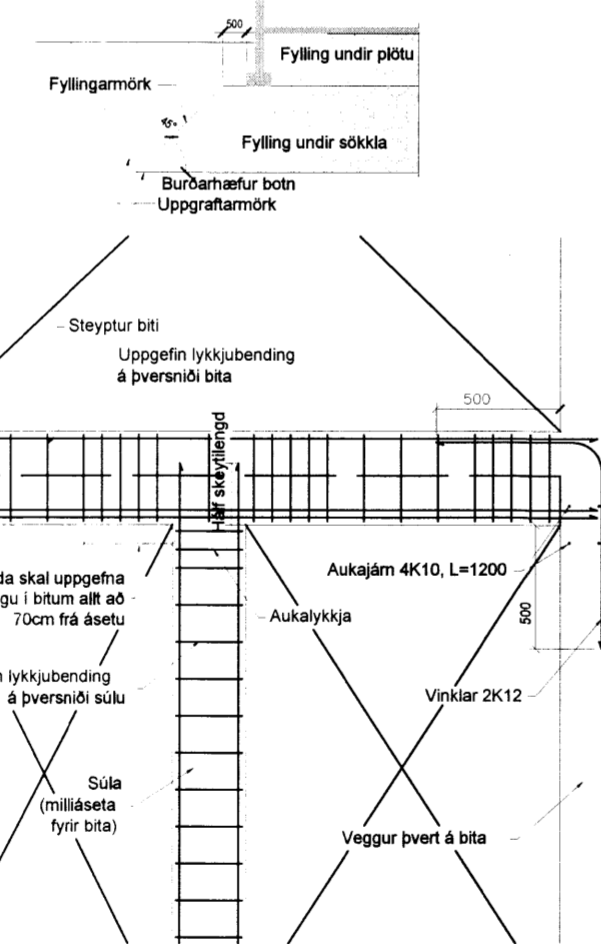 500
Fylling undir plötu
Fyllingarmörk
45°
Fylling undir sökkla
Burðarhæfur botn
Uppgraftarmörk
Steyptur biti
Uppgefin lykkjubending
á þversniði bita
500
Hálf skeytilengd
da skal uppgefna
gu í bitum allt að
70cm frá ásetu
Aukajárn 4K10, L=1200
500
Aukalykkja
lykkjubending
á þversniði súlu
Vinklar 2K12
Súla
(milliáseta
fyrir bita)
Veggur þvert á bita